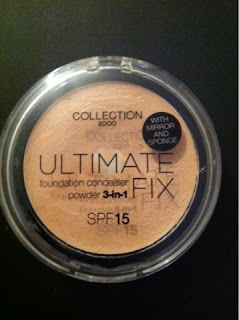 COLLECTION
2000
WITH
MIRROR
AND
SPONGE
ULTIMATE
foundation concealer
powder 3-in-1
FIX
SPF15